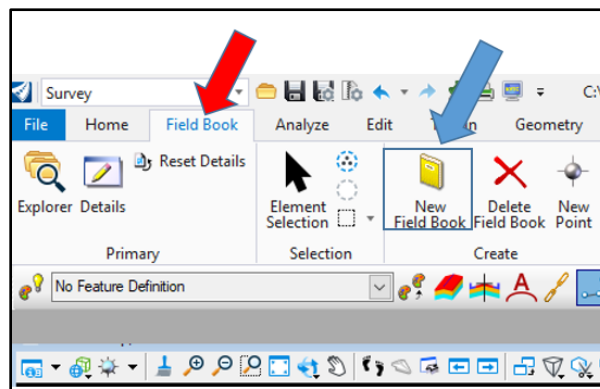 Survey
C:\
File Home Field Book Analyze Edit Geometry
Reset Details
Explorer Details
Element
Selection
New
Field Book
Delete
Field Book
New
Point
Primary Selection Create
No Feature Definition